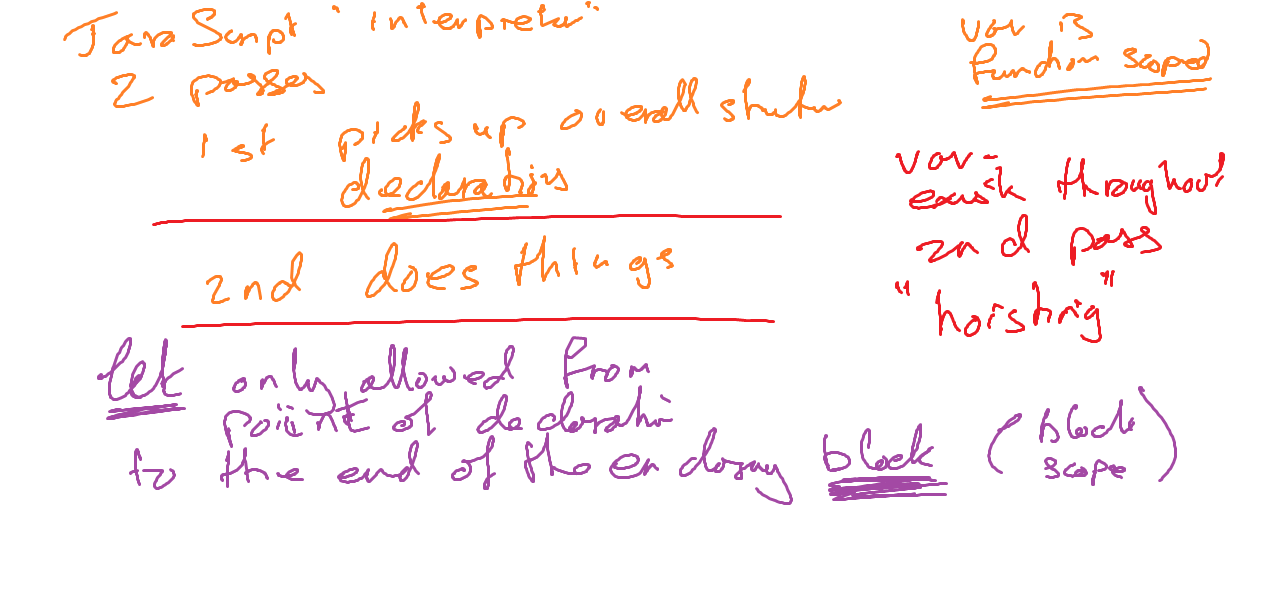 JavaScript "interpreter"
2 passes
1st picks up overall structure
declarations
2nd does things
let only allowed from
point of declaration
to the end of the enclosing block (block
scope)
var is
function scoped
var -
exists throughout
2nd pass
"hoisting"